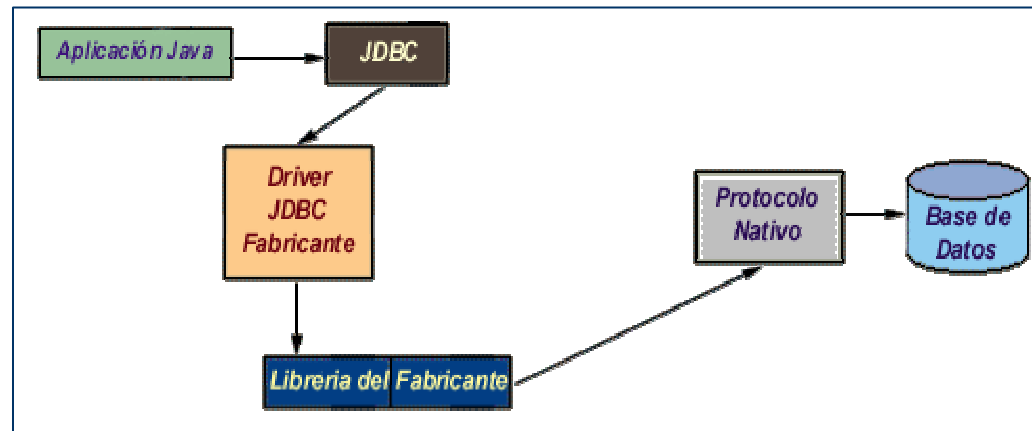 Aplicación Java
JDBC
Driver
JDBC
Fabricante
Libreria del Fabricante
Protocolo
Nativo
Base de
Datos